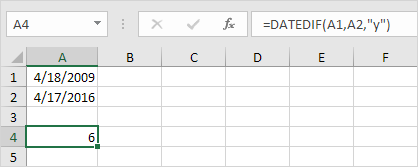 A4 fx =DATEDIF(A1,A2,"y")
A B C D E F
1 4/18/2009
2 4/17/2016
3
4 6
5